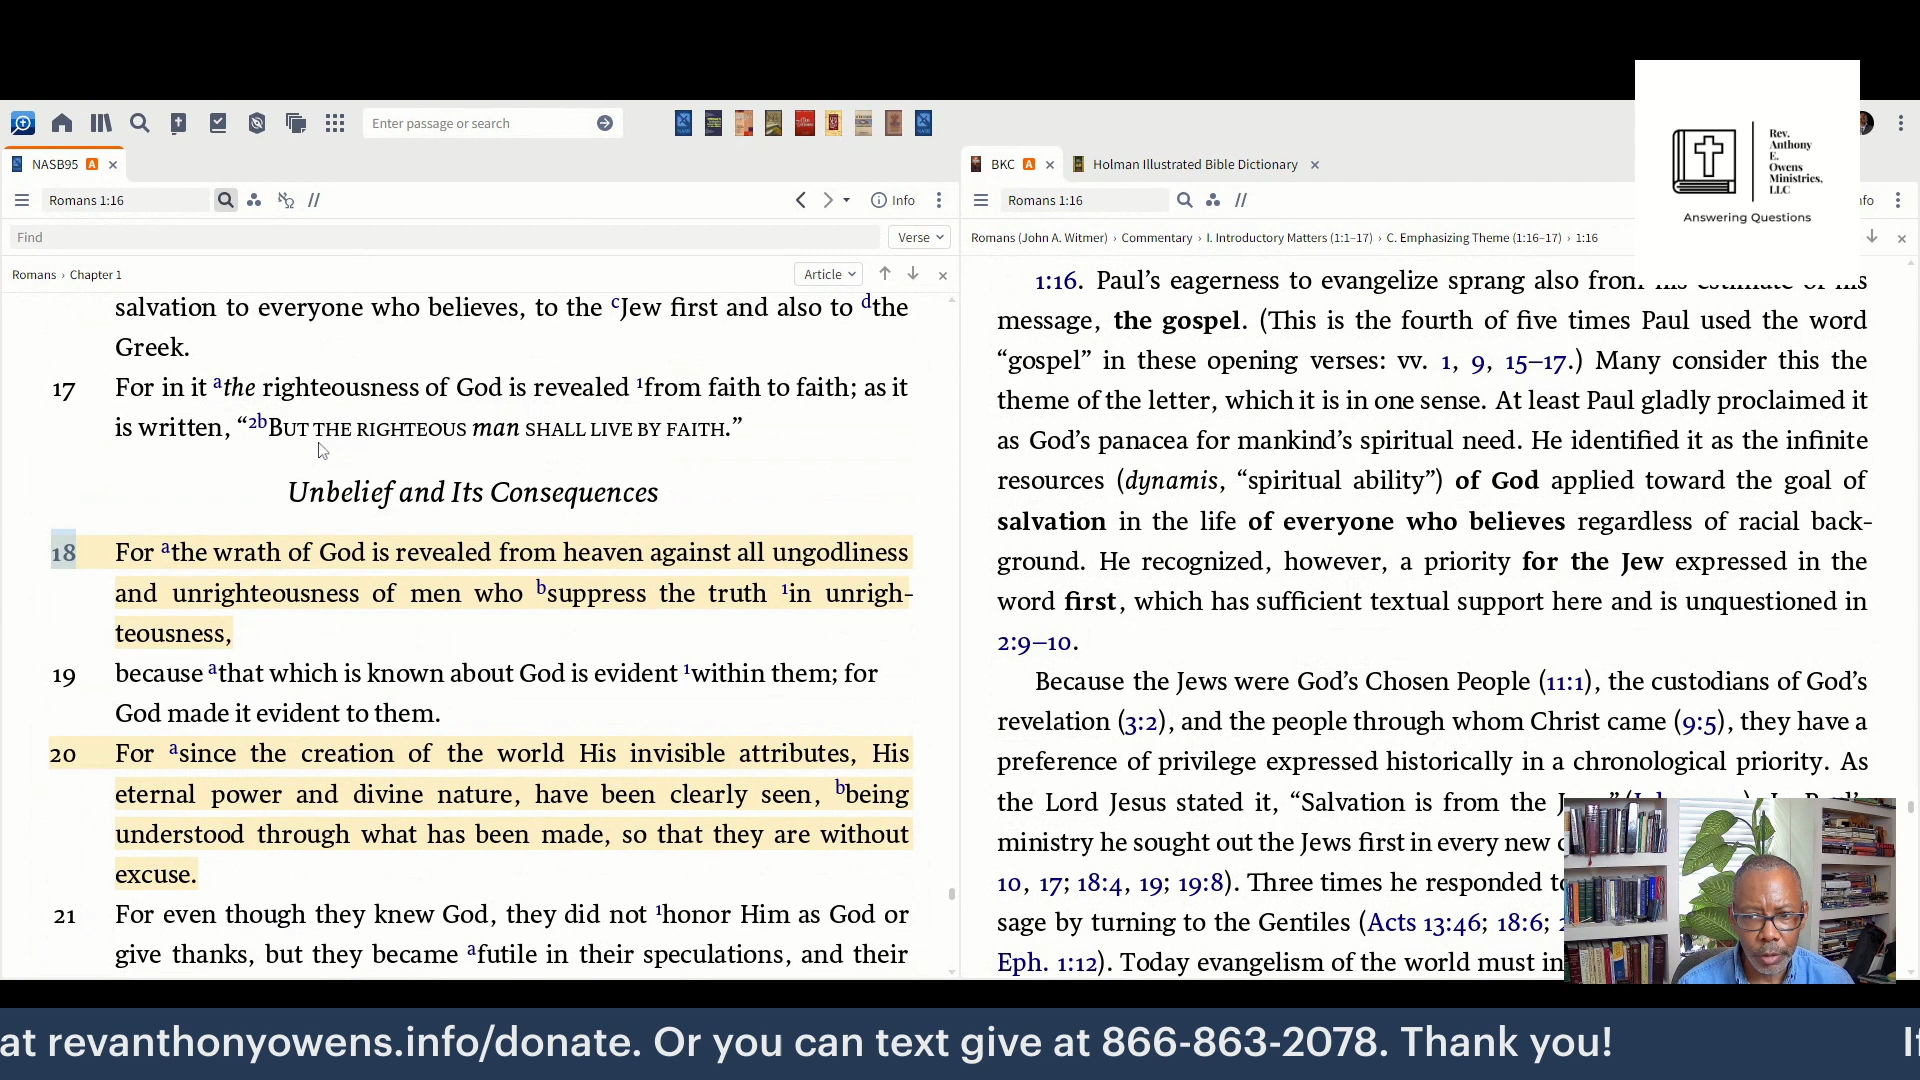 Enter passage or search
NASB95 A
Romans 1:16
Info
Find
Verse
Romans › Chapter 1
Article
salvation to everyone who believes, to the cJew first and also to dthe
Greek.
17 For in it athe righteousness of God is revealed 1from faith to faith; as it
is written, “2bBUT THE RIGHTEOUS man SHALL LIVE BY FAITH.”
Unbelief and Its Consequences
18 For athe wrath of God is revealed from heaven against all ungodliness
and unrighteousness of men who bsuppress the truth 1in unrigh-
teousness,
19 because athat which is known about God is evident 1within them; for
God made it evident to them.
20 For asince the creation of the world His invisible attributes, His
eternal power and divine nature, have been clearly seen, bbeing
understood through what has been made, so that they are without
excuse.
21 For even though they knew God, they did not 1honor Him as God or
give thanks, but they became afutile in their speculations, and their
BKC A
Holman Illustrated Bible Dictionary
Romans 1:16
Romans (John A. Witmer) › Commentary › I. Introductory Matters (1:1–17) › C. Emphasizing Theme (1:16–17) › 1:16
1:16. Paul’s eagerness to evangelize sprang also from his estimate of his
message, the gospel. (This is the fourth of five times Paul used the word
“gospel” in these opening verses: vv. 1, 9, 15–17.) Many consider this the
theme of the letter, which it is in one sense. At least Paul gladly proclaimed it
as God’s panacea for mankind’s spiritual need. He identified it as the infinite
resources (dynamis, “spiritual ability”) of God applied toward the goal of
salvation in the life of everyone who believes regardless of racial back-
ground. He recognized, however, a priority for the Jew expressed in the
word first, which has sufficient textual support here and is unquestioned in
2:9–10.
Because the Jews were God’s Chosen People (11:1), the custodians of God’s
revelation (3:2), and the people through whom Christ came (9:5), they have a
preference of privilege expressed historically in a chronological priority. As
the Lord Jesus stated it, “Salvation is from the
ministry he sought out the Jews first in every new
10, 17; 18:4, 19; 19:8). Three times he responded
sage by turning to the Gentiles (Acts 13:46; 18:6;
Eph. 1:12). Today evangelism of the world must
Rev.
Anthony
E.
Owens
Ministries,
LLC
Answering Questions
at revanthonyowens.info/donate. Or you can text give at 866-863-2078. Thank you!